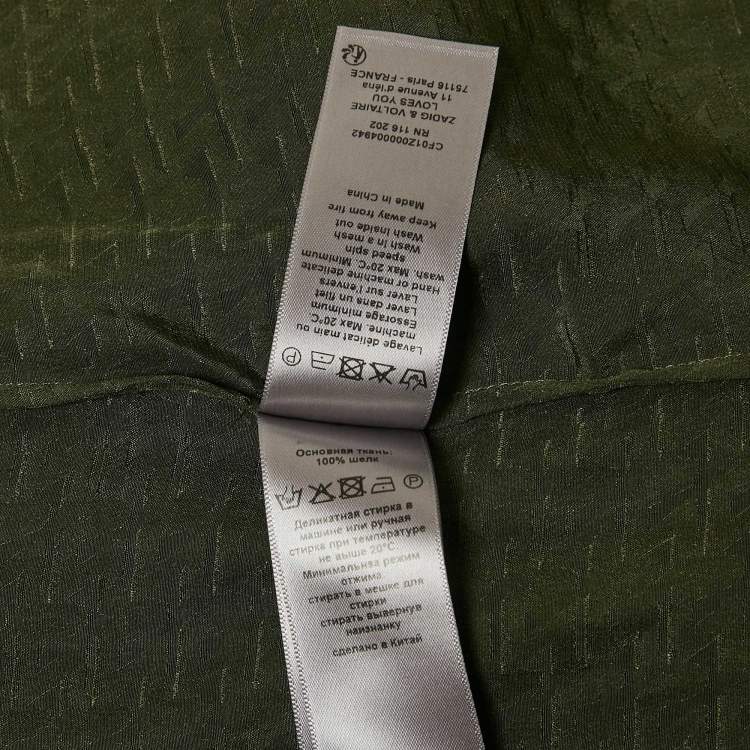 Lavage délicat main ou
machine. Max 20°C
Essorage minimum
Laver dans un filet
Laver sur l'envers
Hand or machine delicate
wash. Max 20°C. Minimum
speed spin
Wash in a mesh
Wash inside out
Keep away from fire
Made in China
CF01Z000004942
RN 116 202
ZADIG & VOLTAIRE
LOVES YOU
11 Avenue d'iéna
75116 Paris - FRANCE
Основная ткань:
100% шелк
Деликатная стирка в
машине или ручная
стирка при температуре
не выше 20°C.
Минимальнва режим
отжима
стирать в мешке для
стирки
стирать вывернув
наизнанку
сделано в Китай